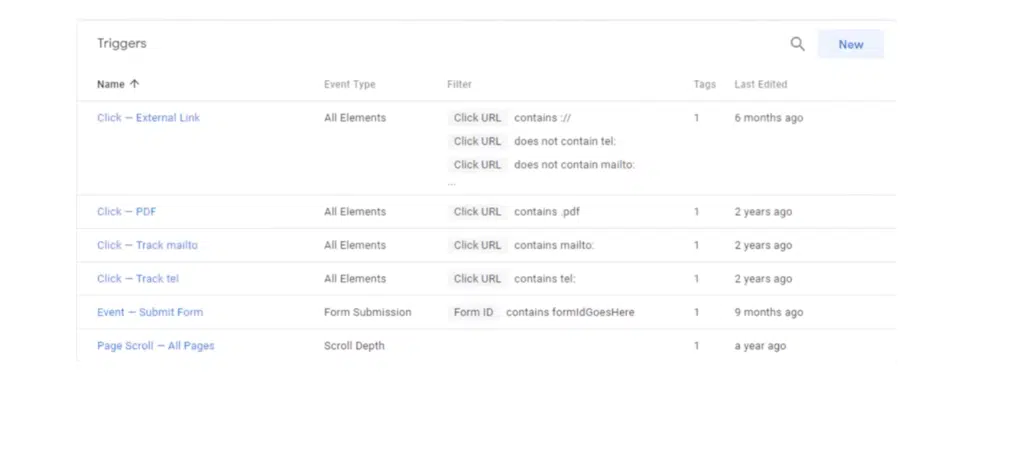 Triggers New
Name ↑ Event Type Filter Tags Last Edited
Click – External Link All Elements Click URL contains :// 1 6 months ago
Click URL does not contain tel:
Click URL does not contain mailto:
...
Click – PDF All Elements Click URL contains .pdf 1 2 years ago
Click – Track mailto All Elements Click URL contains mailto: 1 2 years ago
Click – Track tel All Elements Click URL contains tel: 1 2 years ago
Event – Submit Form Form Submission Form ID contains formIdGoesHere 1 9 months ago
Page Scroll – All Pages Scroll Depth 1 a year ago